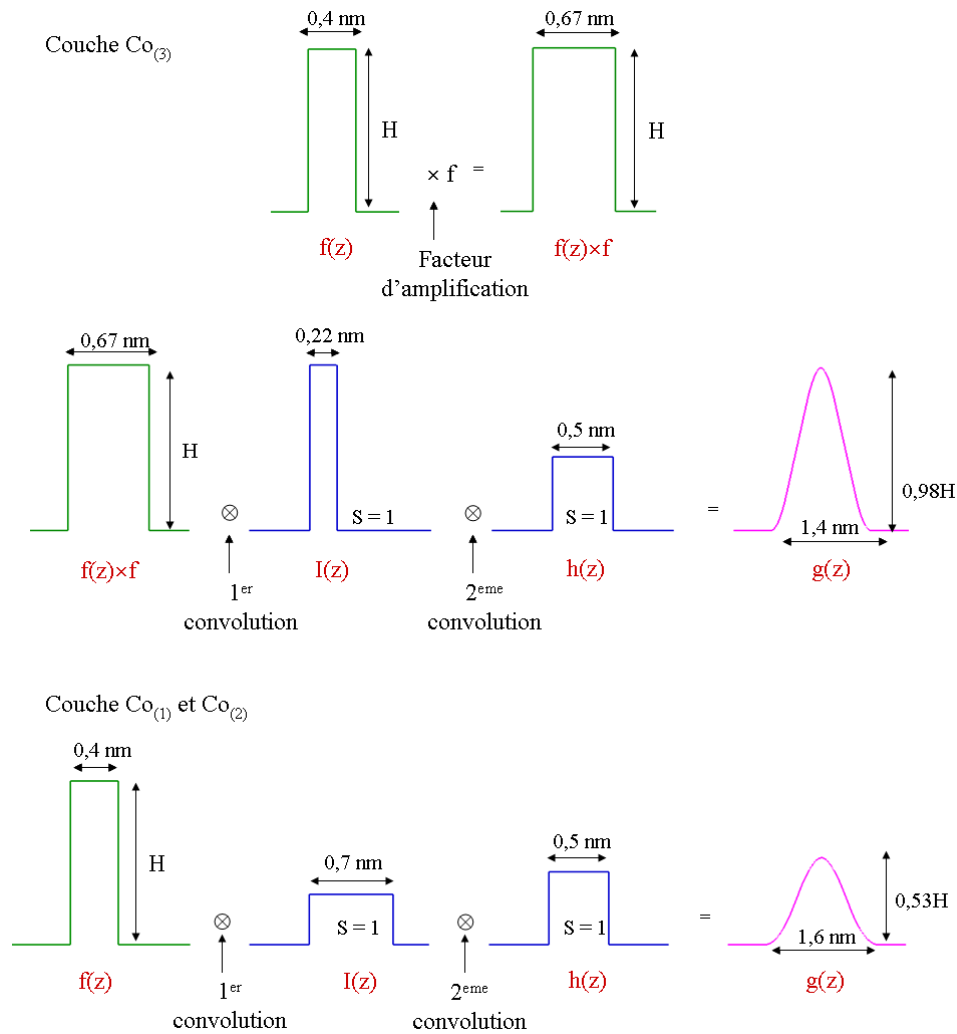 Couche Co(3)
0,4 nm
0,67 nm
H
H
× f =
f(z)
f(z)×f
Facteur
d'amplification
0,67 nm
0,22 nm
0,5 nm
H
0,98H
S = 1
S = 1
⊗
⊗
=
1,4 nm
f(z)×f
I(z)
h(z)
g(z)
1er
convolution
2eme
convolution
Couche Co(1) et Co(2)
0,4 nm
0,7 nm
0,5 nm
H
0,53H
S = 1
S = 1
⊗
⊗
=
1,6 nm
f(z)
I(z)
h(z)
g(z)
1er
convolution
2eme
convolution